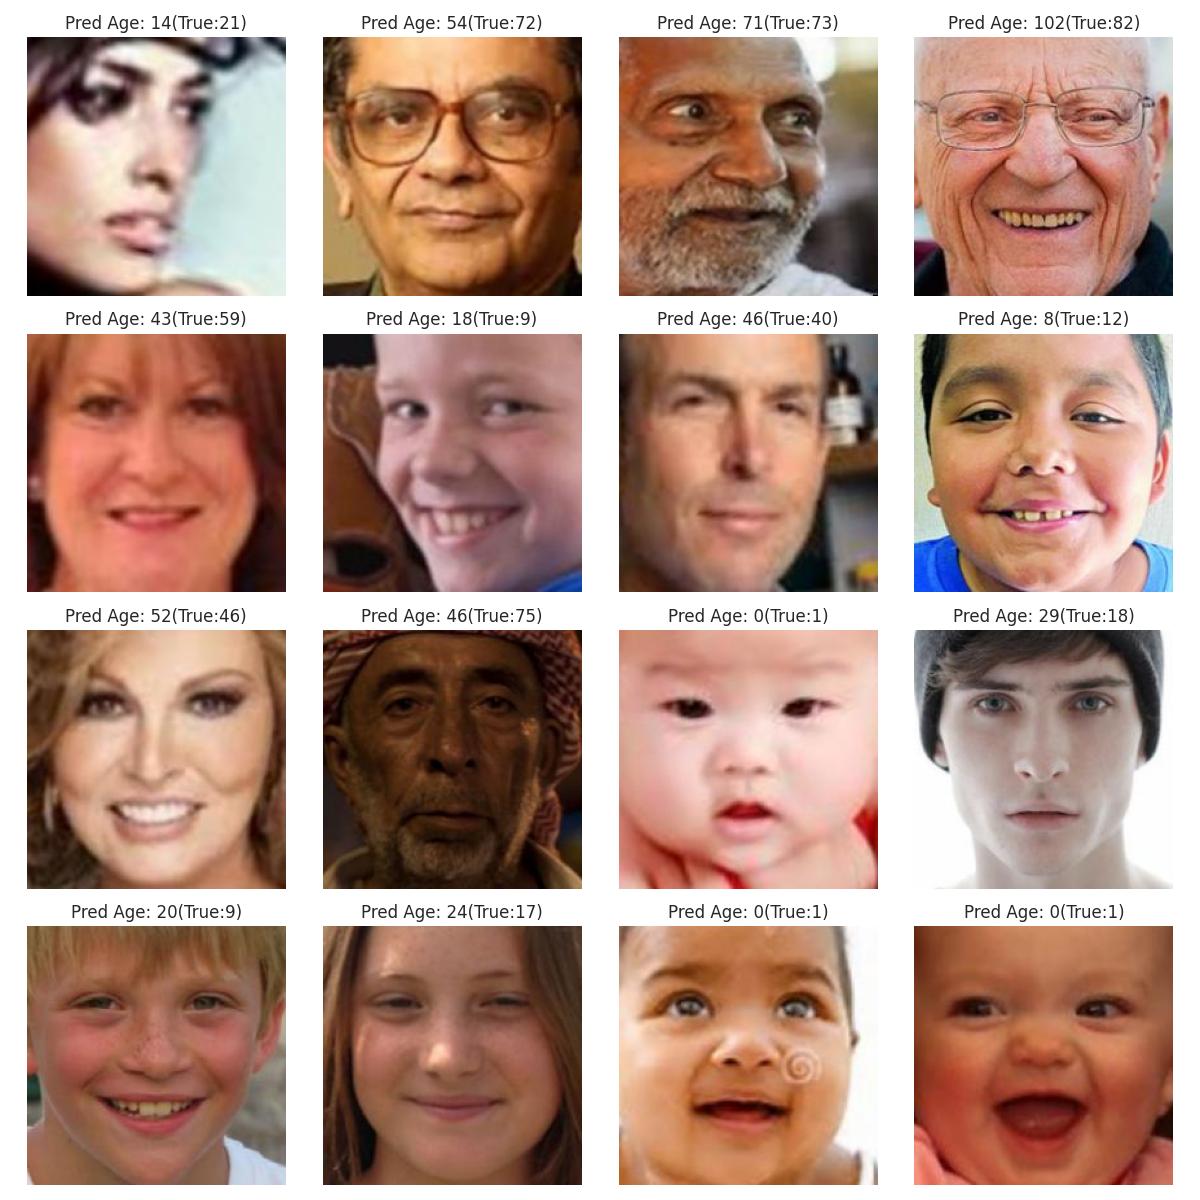 Pred Age: 14(True:21)
Pred Age: 54(True:72)
Pred Age: 71(True:73)
Pred Age: 102(True:82)
Pred Age: 43(True:59)
Pred Age: 18(True:9)
Pred Age: 46(True:40)
Pred Age: 8(True:12)
Pred Age: 52(True:46)
Pred Age: 46(True:75)
Pred Age: 0(True:1)
Pred Age: 29(True:18)
Pred Age: 20(True:9)
Pred Age: 24(True:17)
Pred Age: 0(True:1)
Pred Age: 0(True:1)